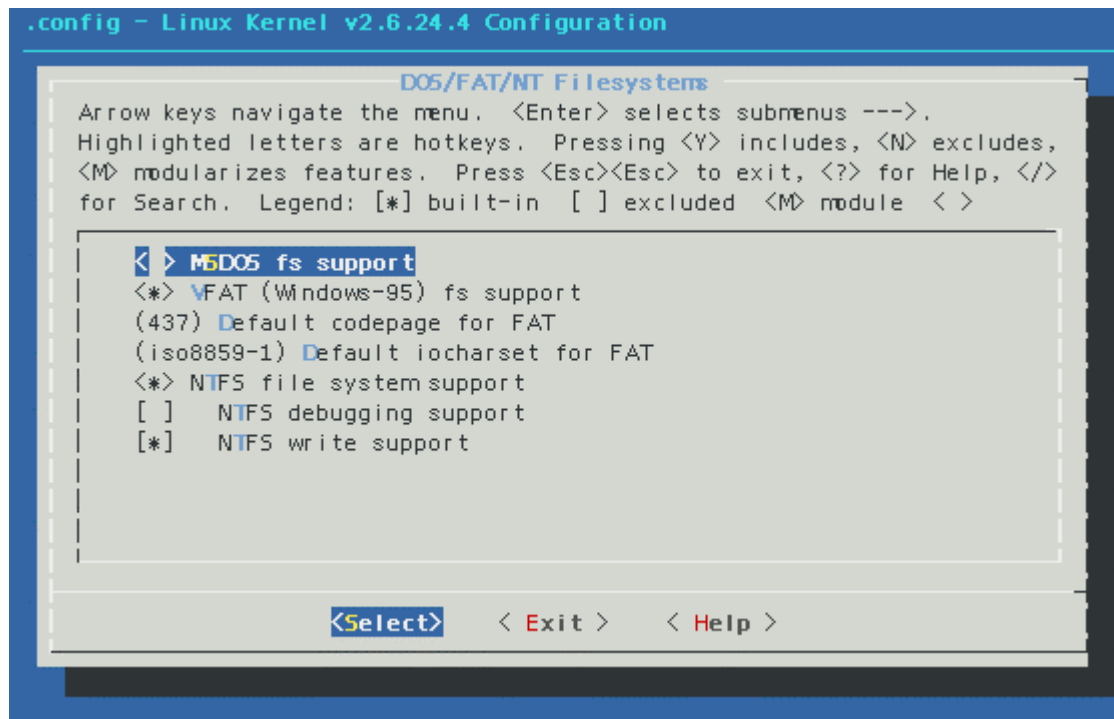 .config - Linux Kernel v2.6.24.4 Configuration
DOS/FAT/NT Filesystems
Arrow keys navigate the menu.  <Enter> selects submenus --->.
Highlighted letters are hotkeys.  Pressing <Y> includes, <N> excludes,
<M> modularizes features.  Press <Esc><Esc> to exit, <?> for Help, </>
for Search.  Legend: [*] built-in  [ ] excluded  <M> module  < >
< > MSDOS fs support
<*> VFAT (Windows-95) fs support
(437) Default codepage for FAT
(iso8859-1) Default iocharset for FAT
<*> NTFS file system support
[ ]   NTFS debugging support
[*]   NTFS write support
<Select>    < Exit >    < Help >